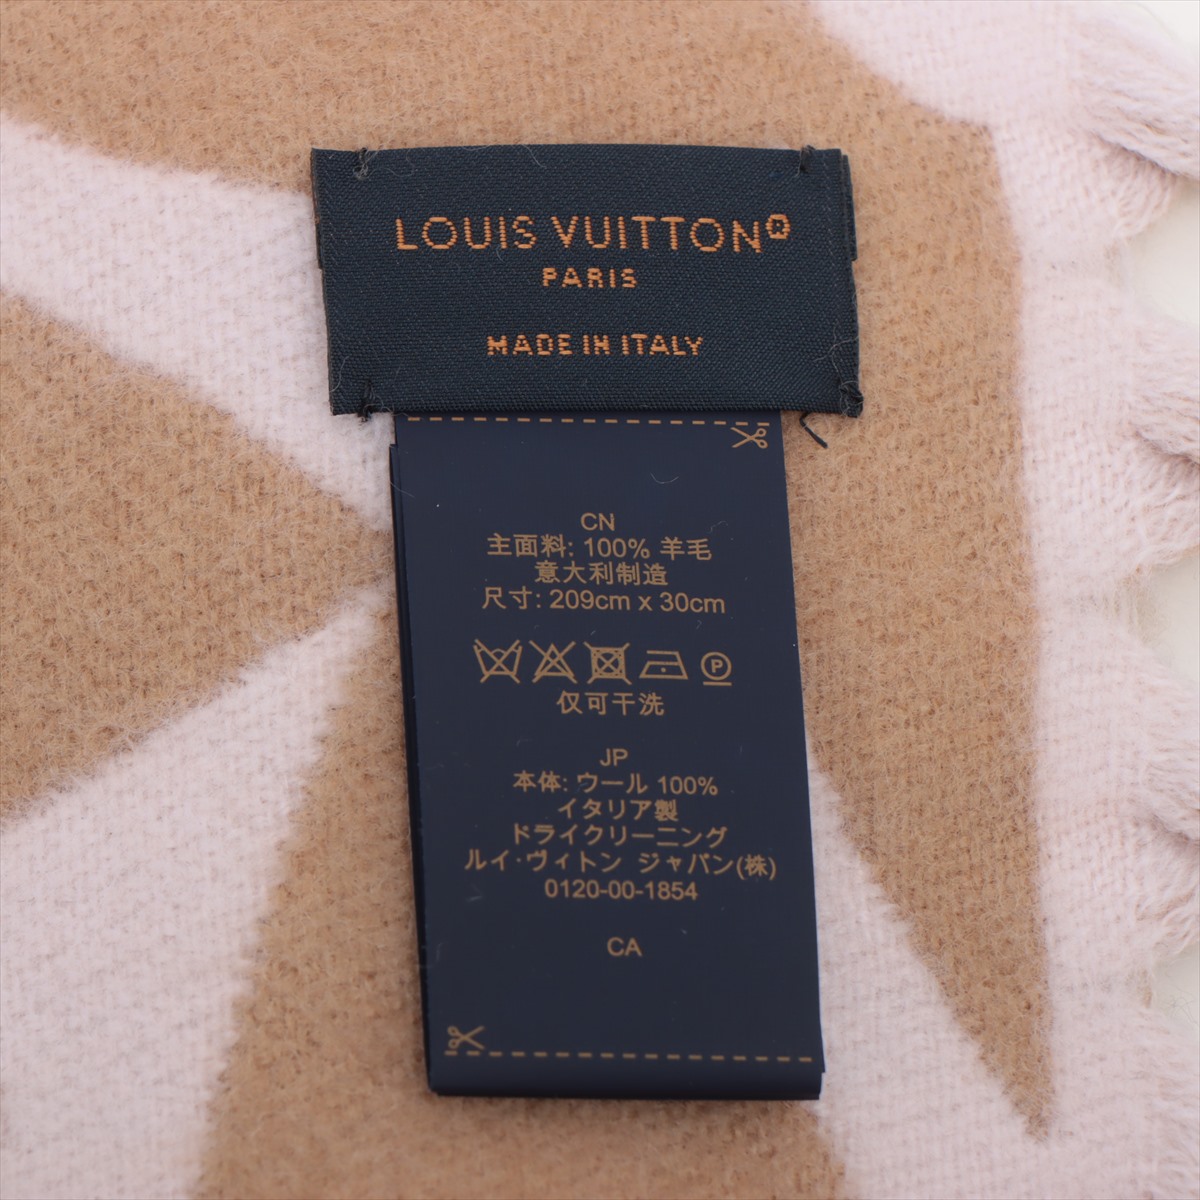 LOUIS VUITTON®
PARIS
MADE IN ITALY
CN
主面料: 100% 羊毛
意大利制造
尺寸: 209cm x 30cm
P
仅可干洗
JP
本体: ウール 100%
イタリア製
ドライクリーニング
ルイ·ヴィトン ジャパン(株)
0120-00-1854
CA